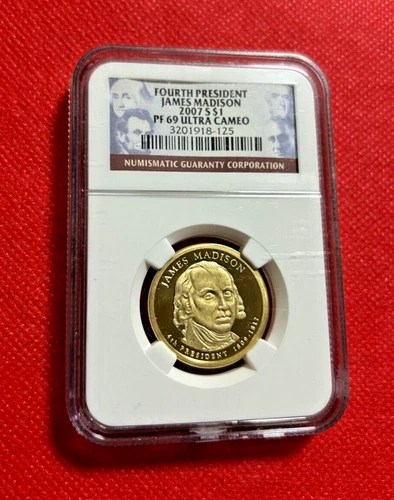 FOURTH PRESIDENT
JAMES MADISON
2007 S $1
PF 69 ULTRA CAMEO
3201918-125
NUMISMATIC GUARANTY CORPORATION
JAMES MADISON
4th PRESIDENT 1809-1817